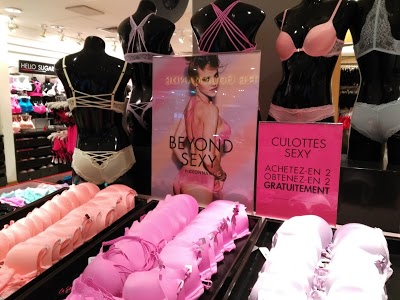 HELLO SUGAR
BEYOND
SEXY
CULOTTES
SEXY
ACHETEZ-EN 2
OBTENEZ-EN 2
GRATUITEMENT